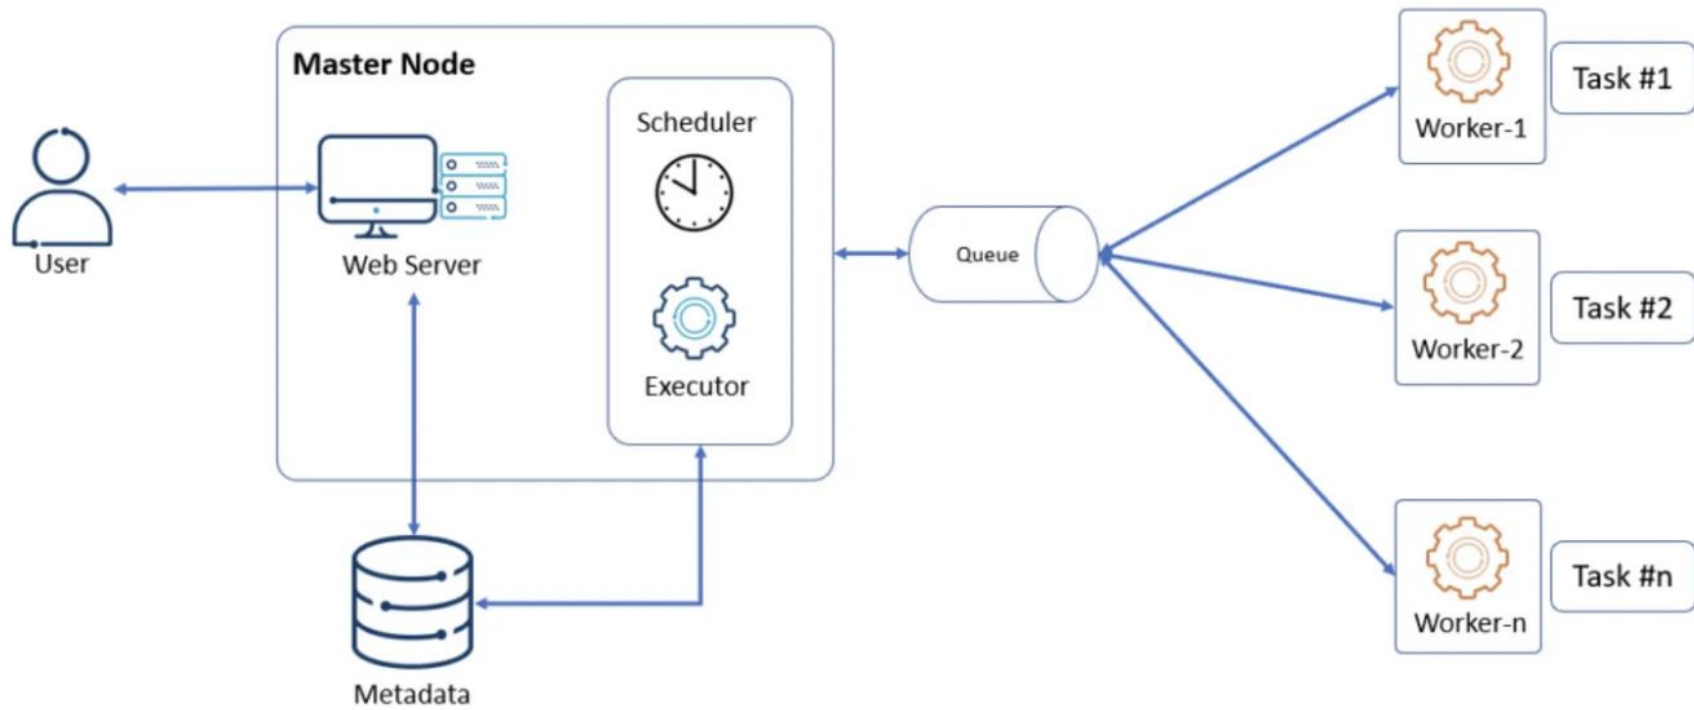 Master Node
User
Web Server
Scheduler
Executor
Metadata
Queue
Worker-1
Task #1
Worker-2
Task #2
Worker-n
Task #n